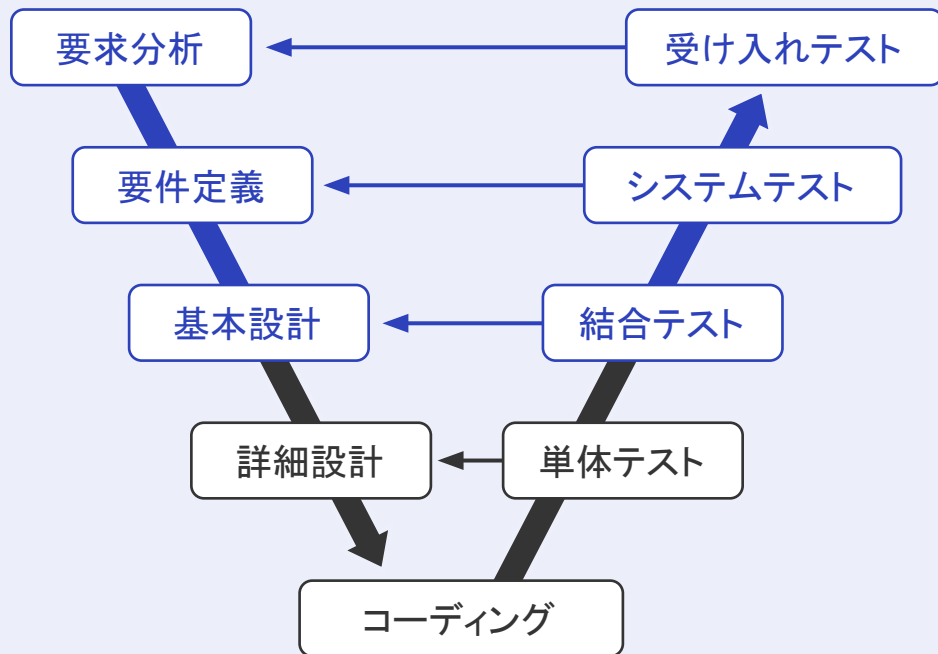 要求分析
受け入れテスト
要件定義
システムテスト
基本設計
結合テスト
詳細設計
単体テスト
コーディング